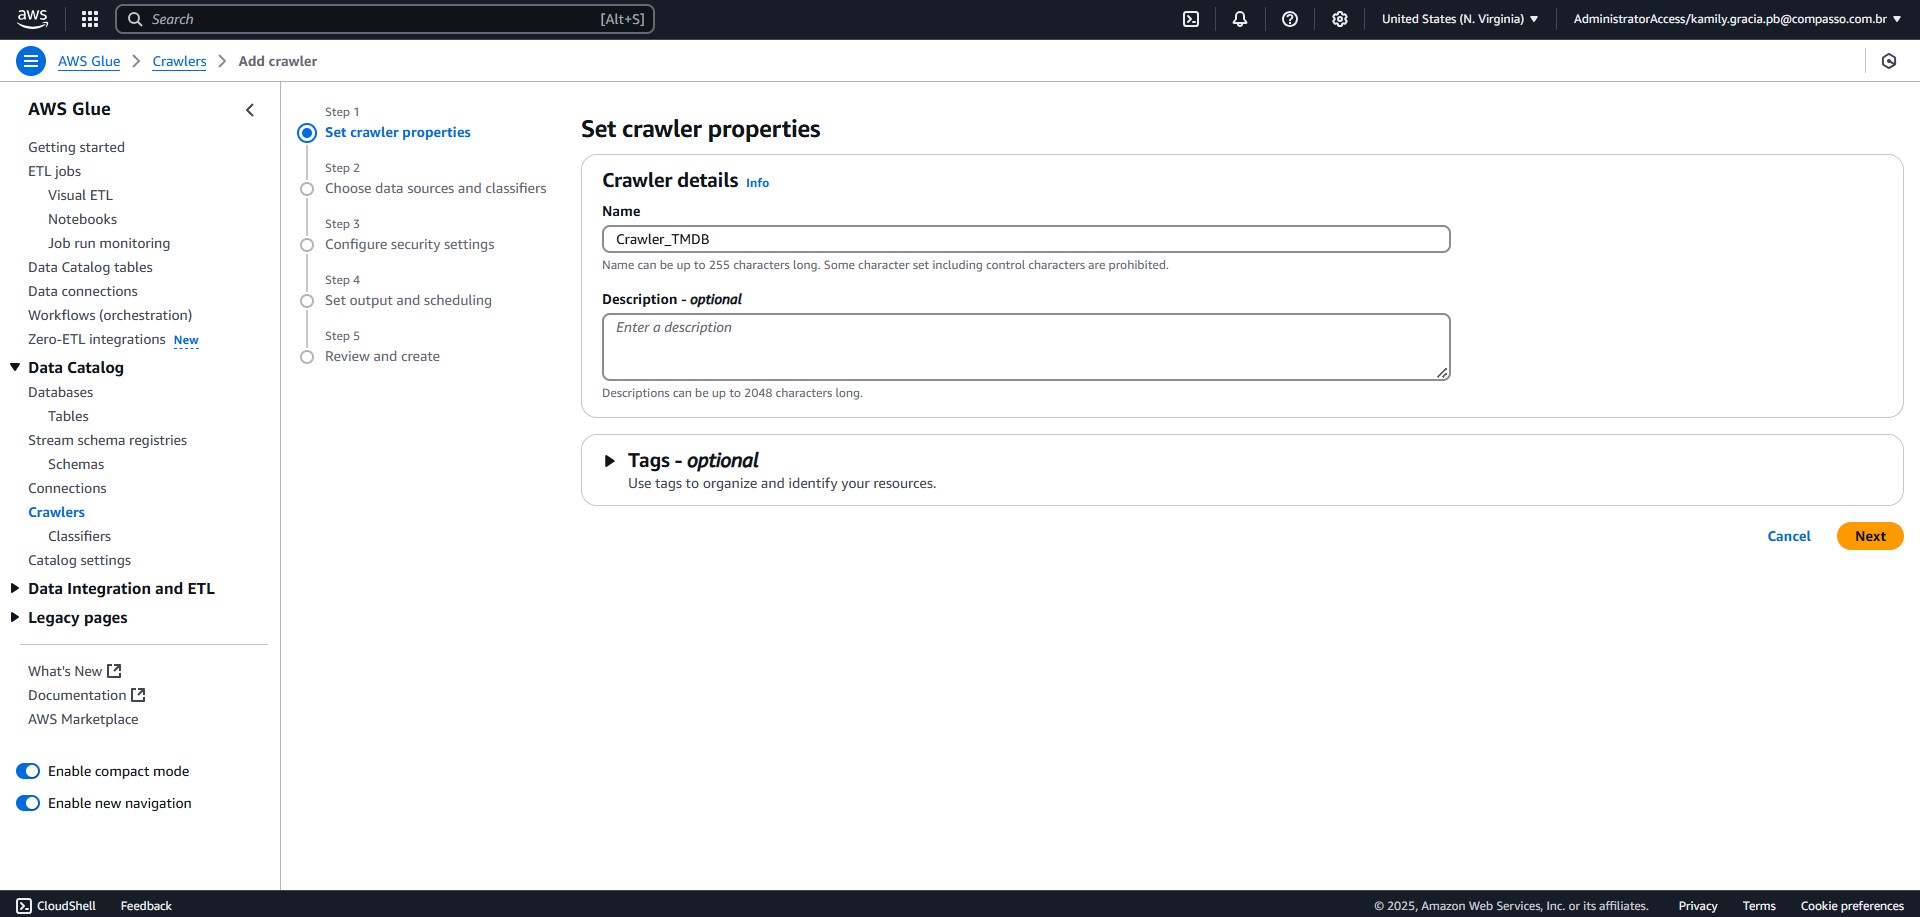 aws
Search
[Alt+S]
United States (N. Virginia)
AdministratorAccess/kamily.gracia.pb@compasso.com.br
AWS Glue
Crawlers
Add crawler
AWS Glue
Getting started
ETL jobs
Visual ETL
Notebooks
Job run monitoring
Data Catalog tables
Data connections
Workflows (orchestration)
Zero-ETL integrations New
Data Catalog
Databases
Tables
Stream schema registries
Schemas
Connections
Crawlers
Classifiers
Catalog settings
Data Integration and ETL
Legacy pages
What's New
Documentation
AWS Marketplace
Enable compact mode
Enable new navigation
Step 1
Set crawler properties
Step 2
Choose data sources and classifiers
Step 3
Configure security settings
Step 4
Set output and scheduling
Step 5
Review and create
Set crawler properties
Crawler details Info
Name
Crawler_TMDB
Name can be up to 255 characters long. Some character set including control characters are prohibited.
Description - optional
Enter a description
Descriptions can be up to 2048 characters long.
Tags - optional
Use tags to organize and identify your resources.
Cancel
Next
CloudShell
Feedback
© 2025, Amazon Web Services, Inc. or its affiliates.
Privacy
Terms
Cookie preferences